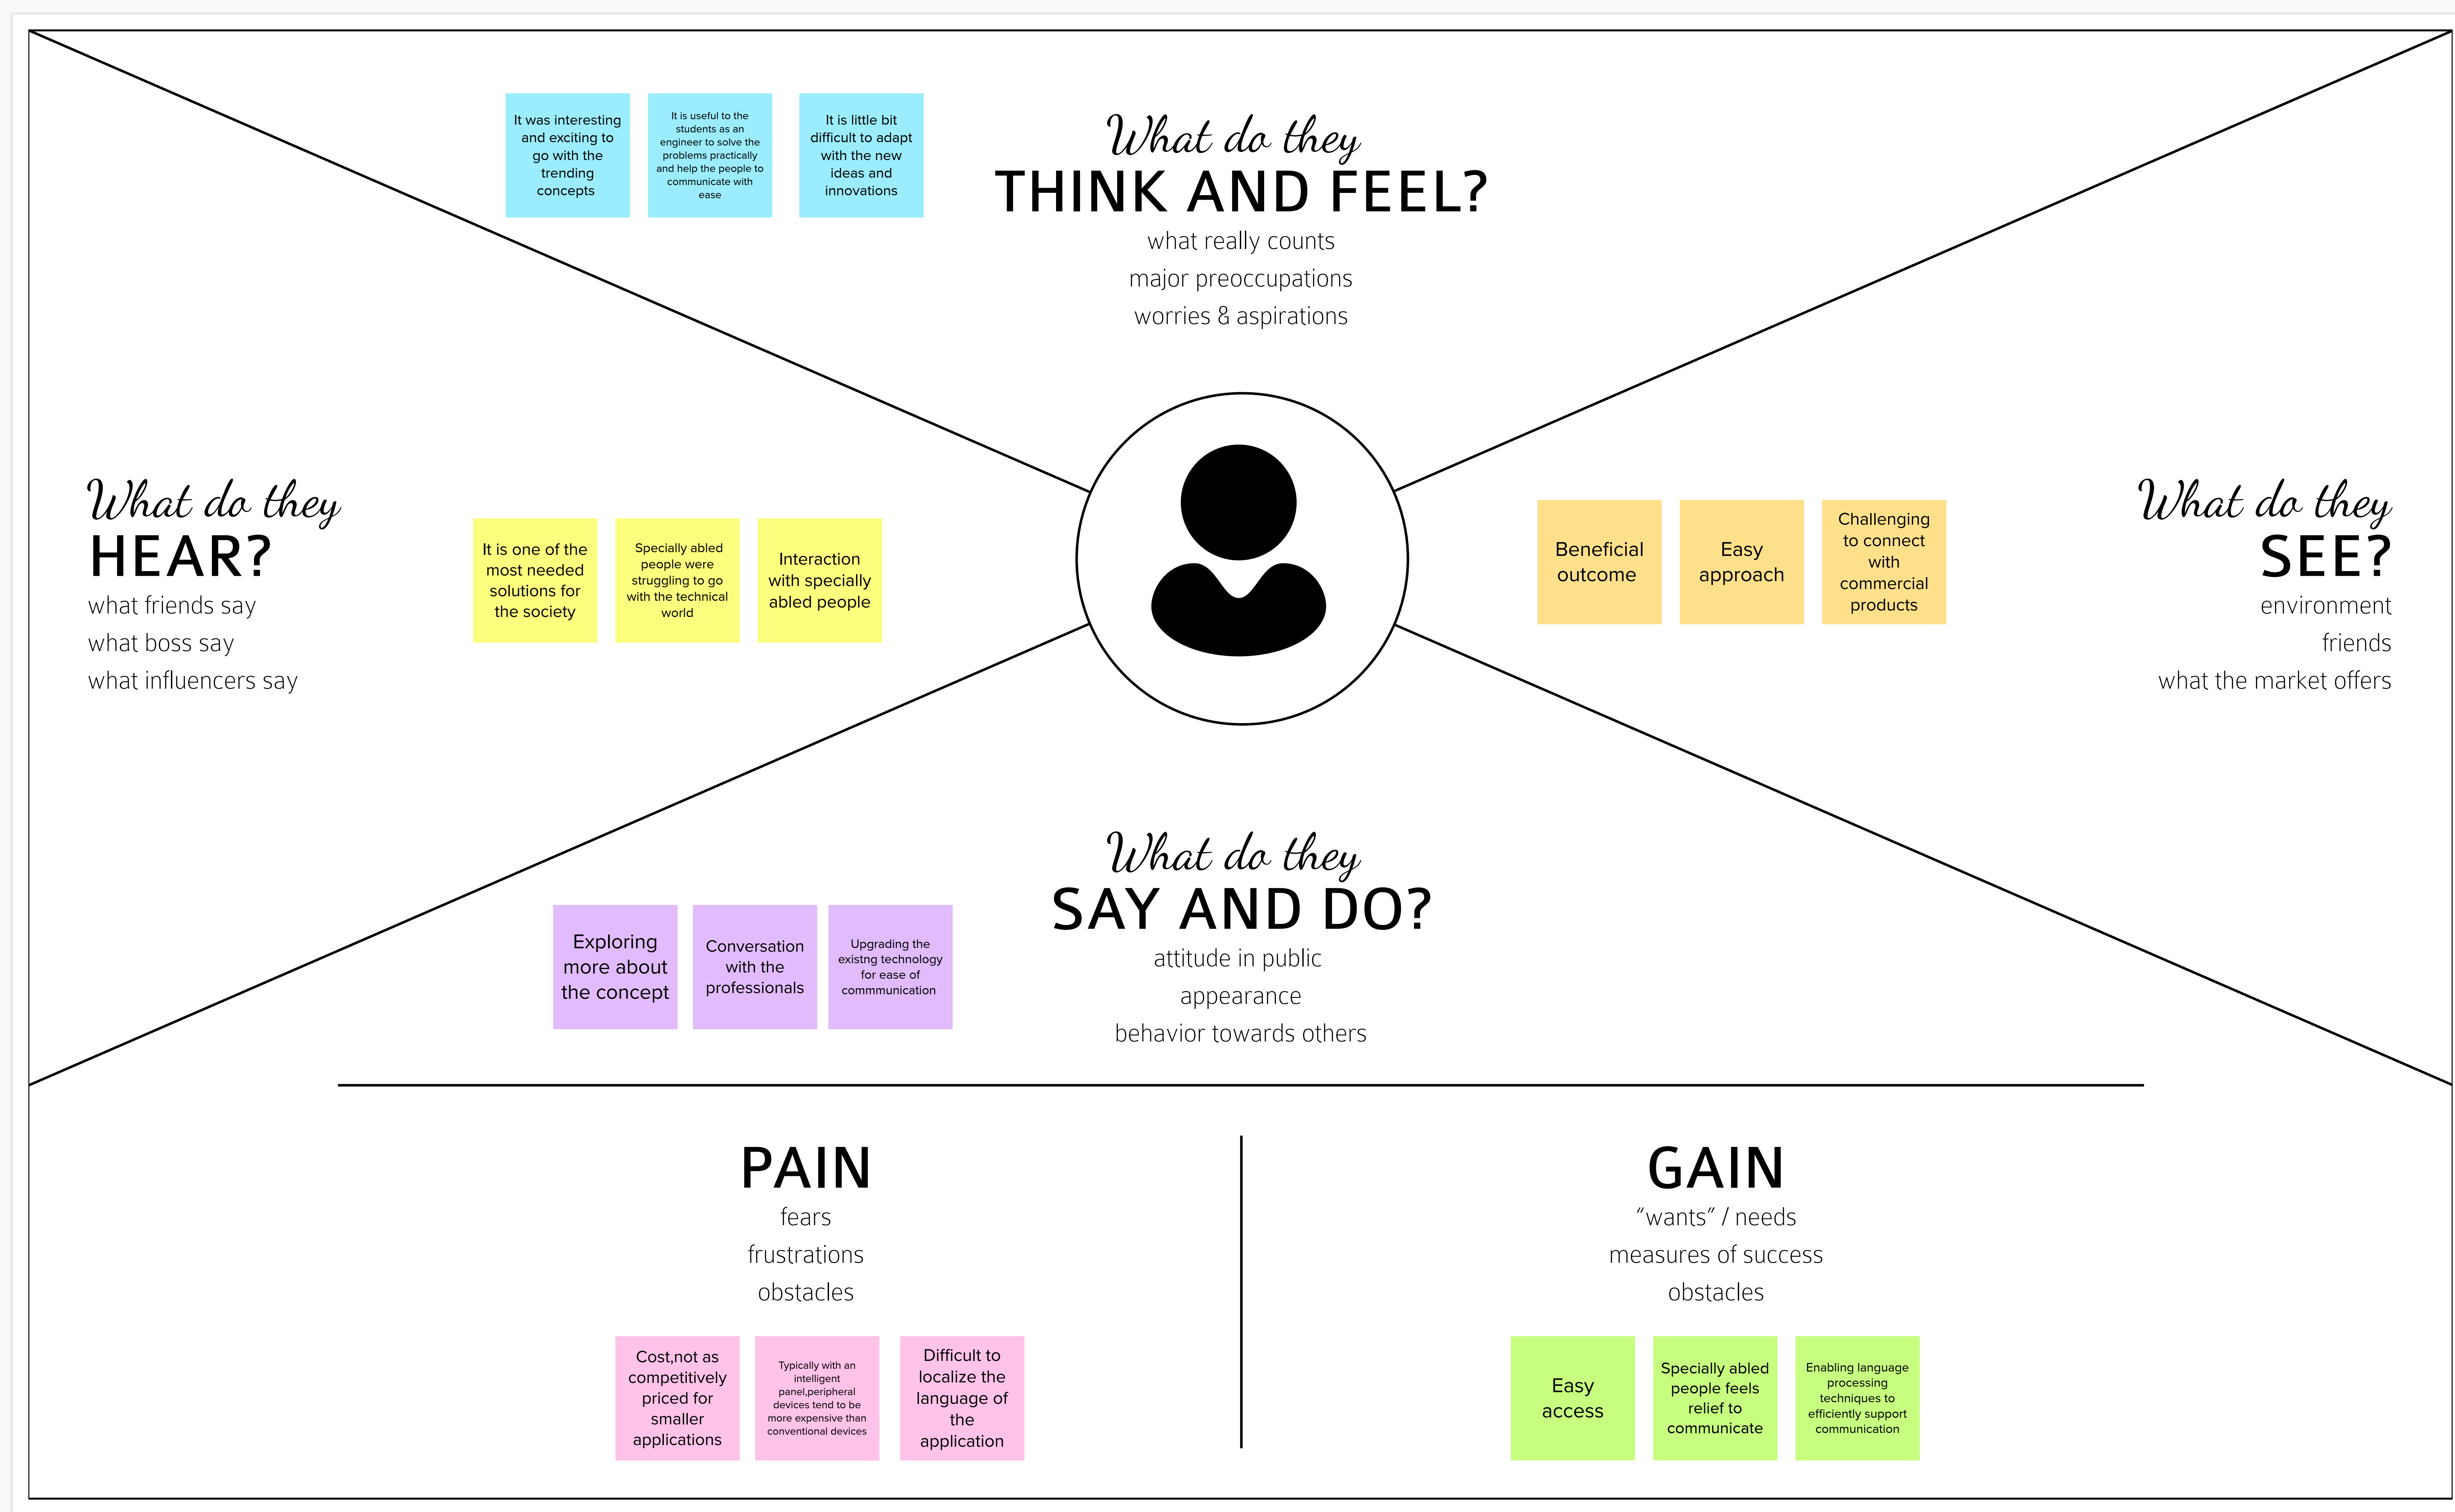 It was interesting
and exciting to
go with the
trending
concepts
It is useful to the
students as an
engineer to solve the
problems practically
and help the people to
communicate with
ease
It is little bit
difficult to adapt
with the new
ideas and
innovations
What do they
THINK AND FEEL?
what really counts
major preoccupations
worries & aspirations
What do they
HEAR?
what friends say
what boss say
what influencers say
It is one of the
most needed
solutions for
the society
Specially abled
people were
struggling to go
with the technical
world
Interaction
with specially
abled people
Beneficial
outcome
Easy
approach
Challenging
to connect
with
commercial
products
What do they
SEE?
environment
friends
what the market offers
What do they
SAY AND DO?
attitude in public
appearance
behavior towards others
Exploring
more about
the concept
Conversation
with the
professionals
Upgrading the
existng technology
for ease of
commmunication
PAIN
fears
frustrations
obstacles
Cost,not as
competitively
priced for
smaller
applications
Typically with an
intelligent
panel,peripheral
devices tend to be
more expensive than
conventional devices
Difficult to
localize the
language of
the
application
GAIN
“wants” / needs
measures of success
obstacles
Easy
access
Specially abled
people feels
relief to
communicate
Enabling language
processing
techniques to
efficiently support
communication